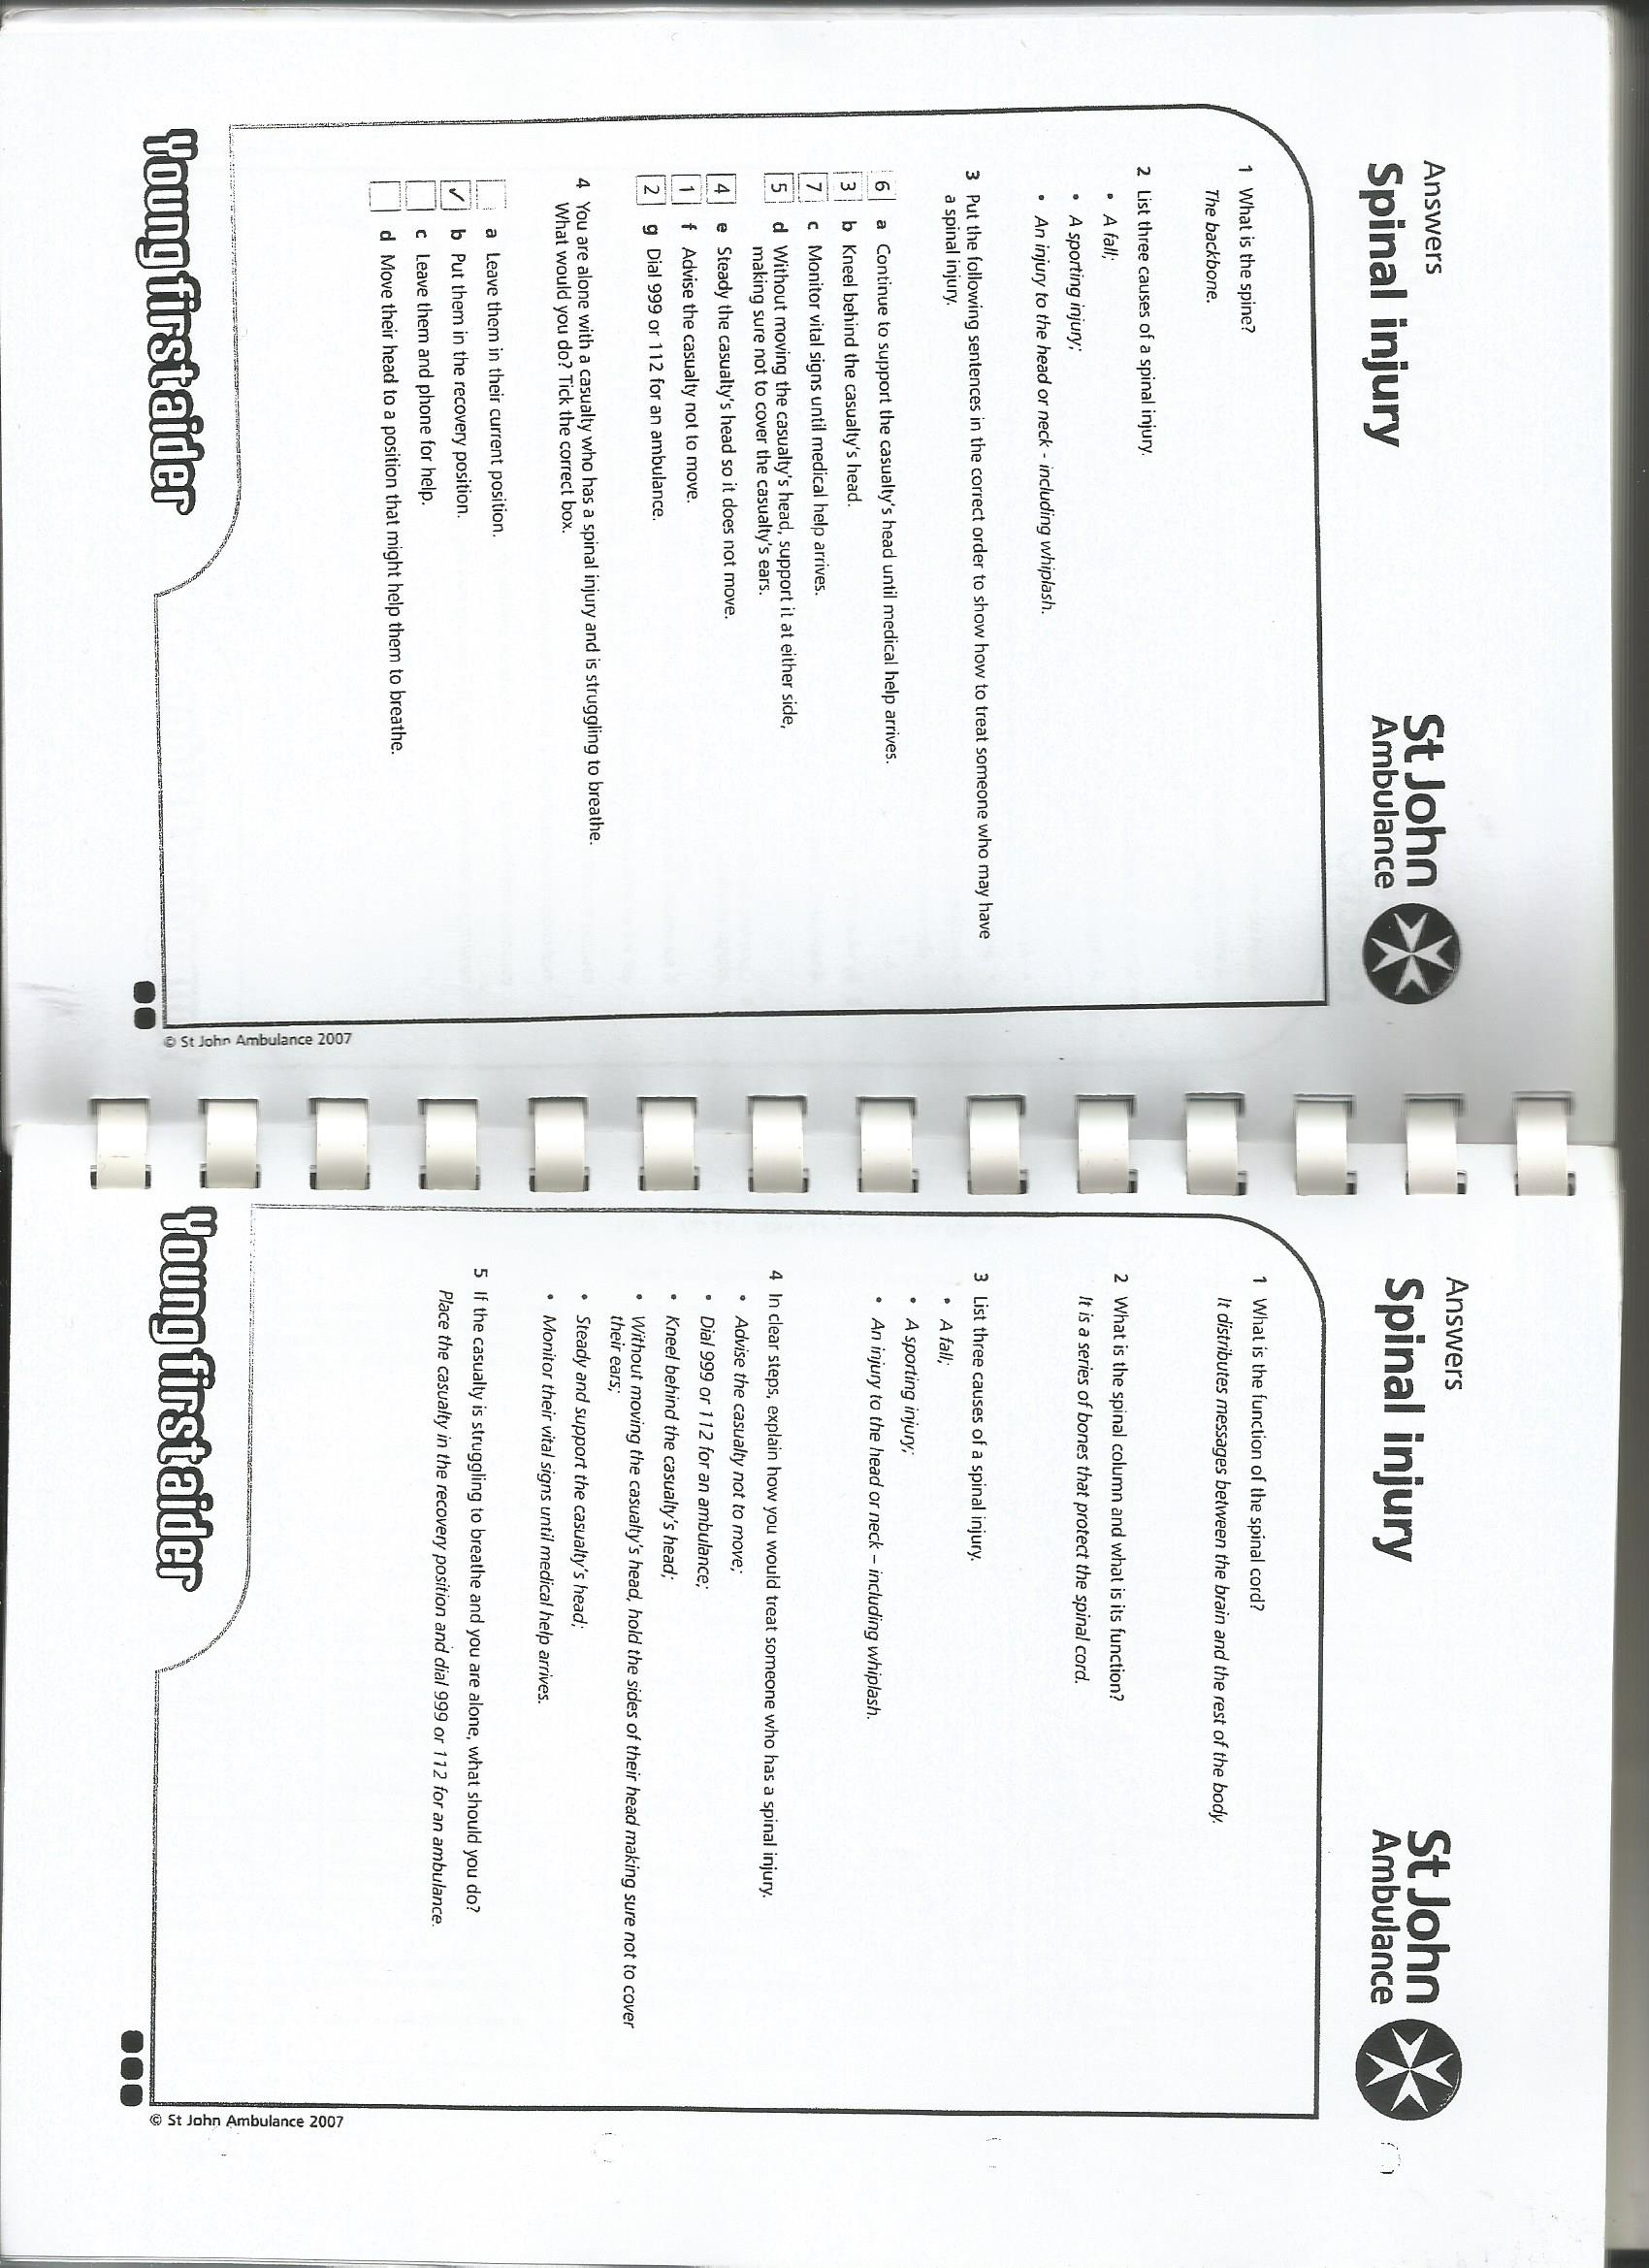 Answers
Spinal injury
St John
Ambulance
1 What is the spine?
The backbone.
2 List three causes of a spinal injury.
• A fall;
• A sporting injury;
• An injury to the head or neck - including whiplash.
3 Put the following sentences in the correct order to show how to treat someone who may have
a spinal injury.
6 a Continue to support the casualty's head until medical help arrives.
3 b Kneel behind the casualty's head.
7 c Monitor vital signs until medical help arrives.
5 d Without moving the casualty's head, support it at either side,
making sure not to cover the casualty's ears.
4 e Steady the casualty's head so it does not move.
1 f Advise the casualty not to move.
2 g Dial 999 or 112 for an ambulance.
4 You are alone with a casualty who has a spinal injury and is struggling to breathe.
What would you do? Tick the correct box.
a Leave them in their current position.
✓ b Put them in the recovery position.
c Leave them and phone for help.
d Move their head to a position that might help them to breathe.
Young first aider
© St John Ambulance 2007
Answers
Spinal injury
St John
Ambulance
1 What is the function of the spinal cord?
It distributes messages between the brain and the rest of the body.
2 What is the spinal column and what is its function?
It is a series of bones that protect the spinal cord.
3 List three causes of a spinal injury.
• A fall;
• A sporting injury;
• An injury to the head or neck – including whiplash.
4 In clear steps, explain how you would treat someone who has a spinal injury.
• Advise the casualty not to move;
• Dial 999 or 112 for an ambulance;
• Kneel behind the casualty's head;
• Without moving the casualty's head, hold the sides of their head making sure not to cover
their ears;
• Steady and support the casualty's head;
• Monitor their vital signs until medical help arrives.
5 If the casualty is struggling to breathe and you are alone, what should you do?
Place the casualty in the recovery position and dial 999 or 112 for an ambulance.
Young first aider
© St John Ambulance 2007